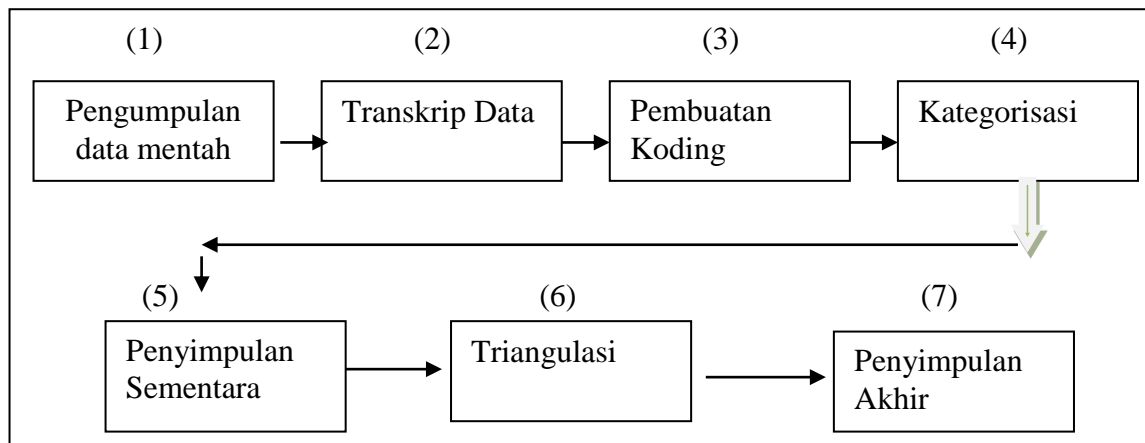 (1) (2) (3) (4)
Pengumpulan
data mentah
Transkrip Data
Pembuatan
Koding
Kategorisasi
(5) (6) (7)
Penyimpulan
Sementara
Triangulasi
Penyimpulan
Akhir